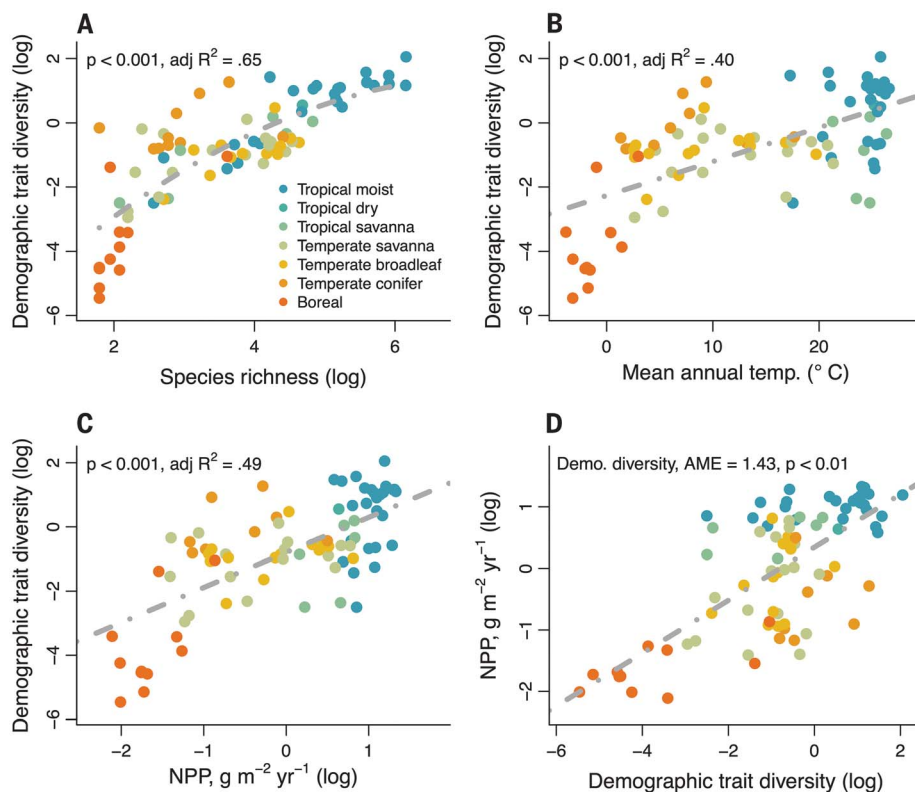 A
p < 0.001, adj R² = .65
Demographic trait diversity (log)
2
0
−2
−4
−6
Tropical moist
Tropical dry
Tropical savanna
Temperate savanna
Temperate broadleaf
Temperate conifer
Boreal
2 4 6
Species richness (log)
B
p < 0.001, adj R² = .40
Demographic trait diversity (log)
2
0
−2
−4
−6
0 10 20
Mean annual temp. (° C)
C
p < 0.001, adj R² = .49
Demographic trait diversity (log)
2
0
−2
−4
−6
−2 −1 0 1
NPP, g m⁻² yr⁻¹ (log)
D
Demo. diversity, AME = 1.43, p < 0.01
NPP, g m⁻² yr⁻¹ (log)
1
0
−1
−2
−6 −4 −2 0 2
Demographic trait diversity (log)